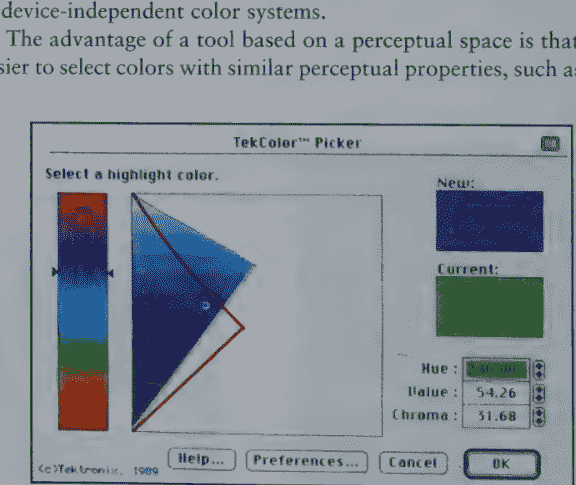 device-independent color systems.
The advantage of a tool based on a perceptual space is that
sier to select colors with similar perceptual properties, such as
TekColor™ Picker
Select a highlight color.
New:
Current:
Hue :
Value : 54.26
Chroma : 31.68
Help... Preferences... Cancel OK
(c)Tektronix, 1989